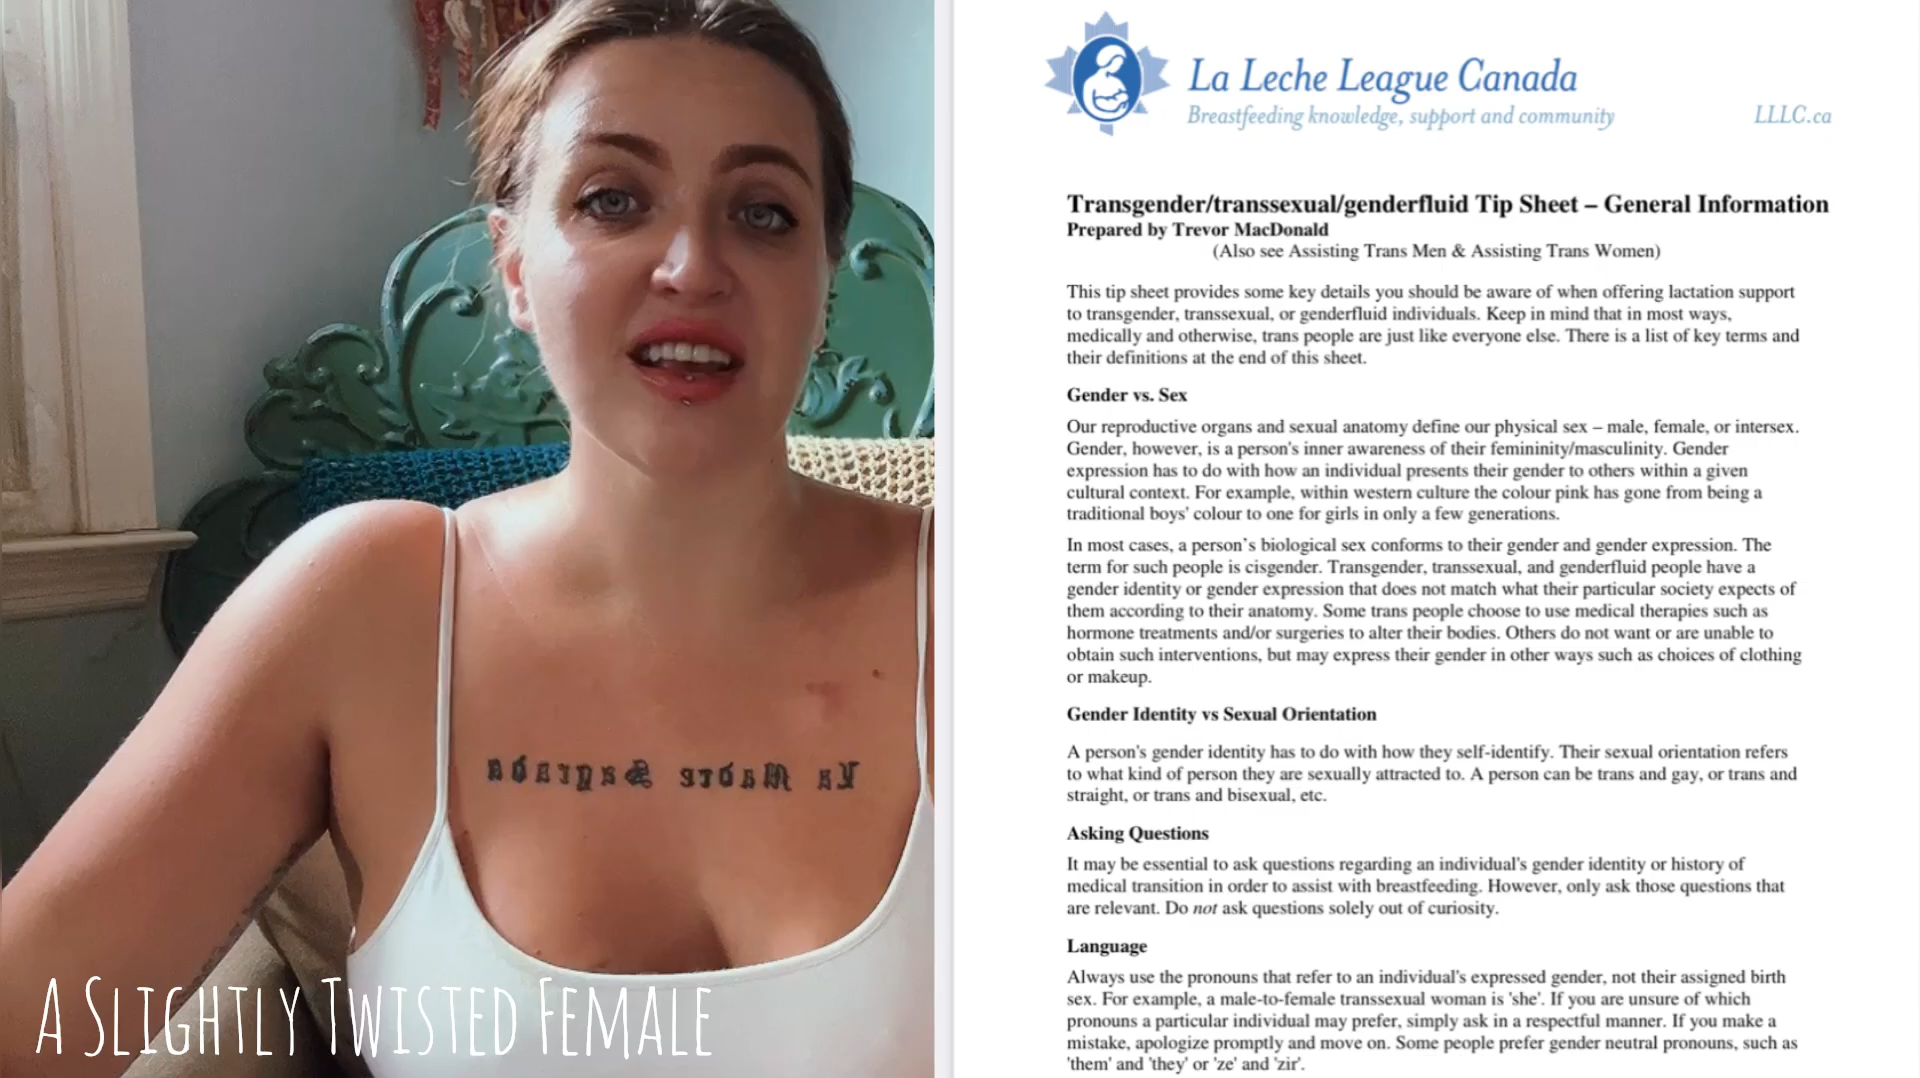 A SLIGHTLY TWISTED FEMALE
La Leche League Canada
Breastfeeding knowledge, support and community
LLLC.ca
Transgender/transsexual/genderfluid Tip Sheet – General Information
Prepared by Trevor MacDonald
(Also see Assisting Trans Men & Assisting Trans Women)
This tip sheet provides some key details you should be aware of when offering lactation support
to transgender, transsexual, or genderfluid individuals. Keep in mind that in most ways,
medically and otherwise, trans people are just like everyone else. There is a list of key terms and
their definitions at the end of this sheet.
Gender vs. Sex
Our reproductive organs and sexual anatomy define our physical sex – male, female, or intersex.
Gender, however, is a person's inner awareness of their femininity/masculinity. Gender
expression has to do with how an individual presents their gender to others within a given
cultural context. For example, within western culture the colour pink has gone from being a
traditional boys' colour to one for girls in only a few generations.
In most cases, a person’s biological sex conforms to their gender and gender expression. The
term for such people is cisgender. Transgender, transsexual, and genderfluid people have a
gender identity or gender expression that does not match what their particular society expects of
them according to their anatomy. Some trans people choose to use medical therapies such as
hormone treatments and/or surgeries to alter their bodies. Others do not want or are unable to
obtain such interventions, but may express their gender in other ways such as choices of clothing
or makeup.
Gender Identity vs Sexual Orientation
A person's gender identity has to do with how they self-identify. Their sexual orientation refers
to what kind of person they are sexually attracted to. A person can be trans and gay, or trans and
straight, or trans and bisexual, etc.
Asking Questions
It may be essential to ask questions regarding an individual's gender identity or history of
medical transition in order to assist with breastfeeding. However, only ask those questions that
are relevant. Do not ask questions solely out of curiosity.
Language
Always use the pronouns that refer to an individual's expressed gender, not their assigned birth
sex. For example, a male-to-female transsexual woman is 'she'. If you are unsure of which
pronouns a particular individual may prefer, simply ask in a respectful manner. If you make a
mistake, apologize promptly and move on. Some people prefer gender neutral pronouns, such as
'them' and 'they' or 'ze' and 'zir'.